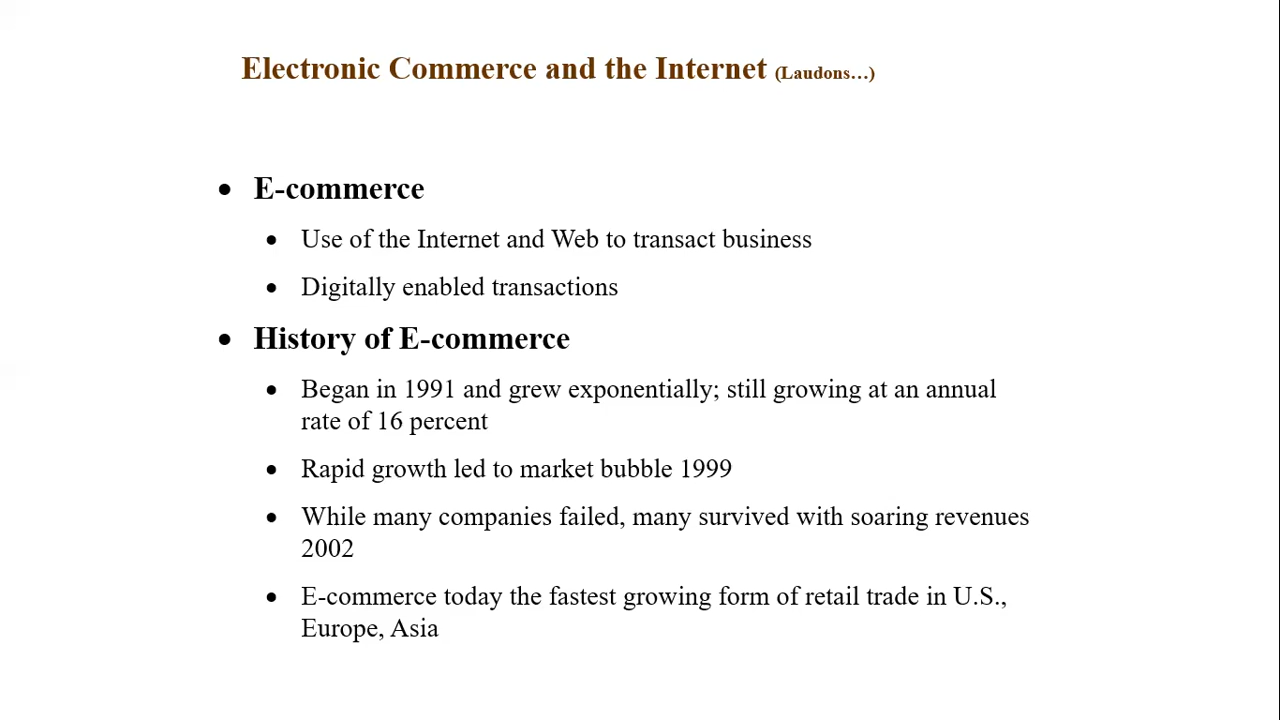 Electronic Commerce and the Internet (Laudons...)
• E-commerce
• Use of the Internet and Web to transact business
• Digitally enabled transactions
• History of E-commerce
• Began in 1991 and grew exponentially; still growing at an annual
rate of 16 percent
• Rapid growth led to market bubble 1999
• While many companies failed, many survived with soaring revenues
2002
• E-commerce today the fastest growing form of retail trade in U.S.,
Europe, Asia